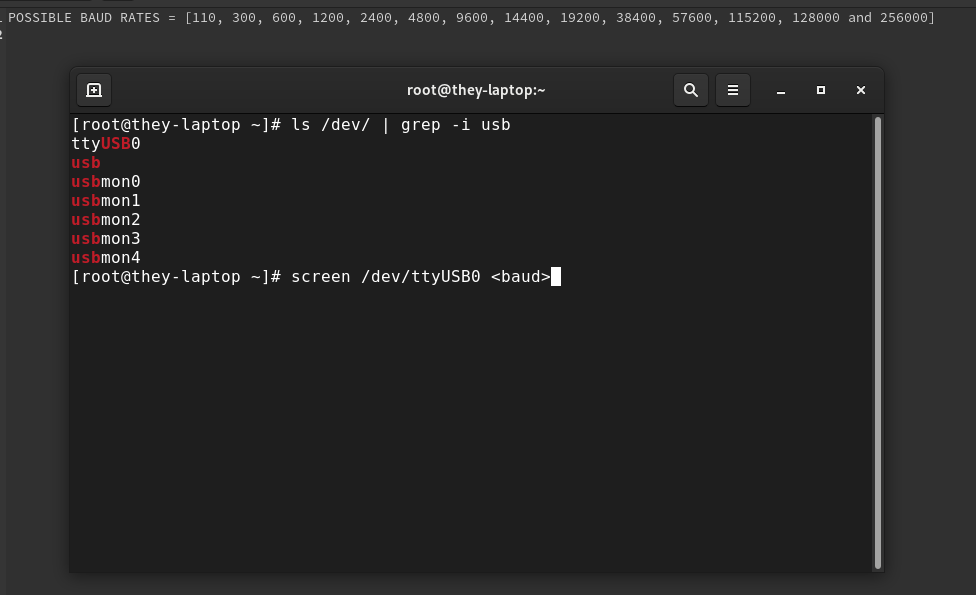 1 POSSIBLE BAUD RATES = [110, 300, 600, 1200, 2400, 4800, 9600, 14400, 19200, 38400, 57600, 115200, 128000 and 256000]
2
root@they-laptop:~
[root@they-laptop ~]# ls /dev/ | grep -i usb
ttyUSB0
usb
usbmon0
usbmon1
usbmon2
usbmon3
usbmon4
[root@they-laptop ~]# screen /dev/ttyUSB0 <baud>